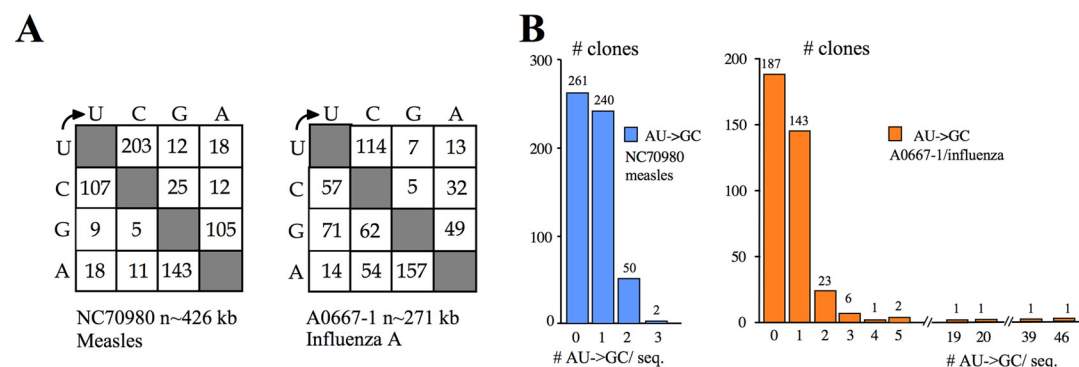 A
U C G A
U 203 12 18
C 107 25 12
G 9 5 105
A 18 11 143
NC70980 n~426 kb
Measles
U C G A
U 114 7 13
C 57 5 32
G 71 62 49
A 14 54 157
A0667-1 n~271 kb
Influenza A
B
# clones
300
200
100
0
261
240
50
2
AU->GC
NC70980
measles
0 1 2 3
# AU->GC/ seq.
# clones
200
150
100
50
0
187
143
23
6
1
2
1
1
1
1
AU->GC
A0667-1/influenza
0 1 2 3 4 5 19 20 39 46
# AU->GC/ seq.